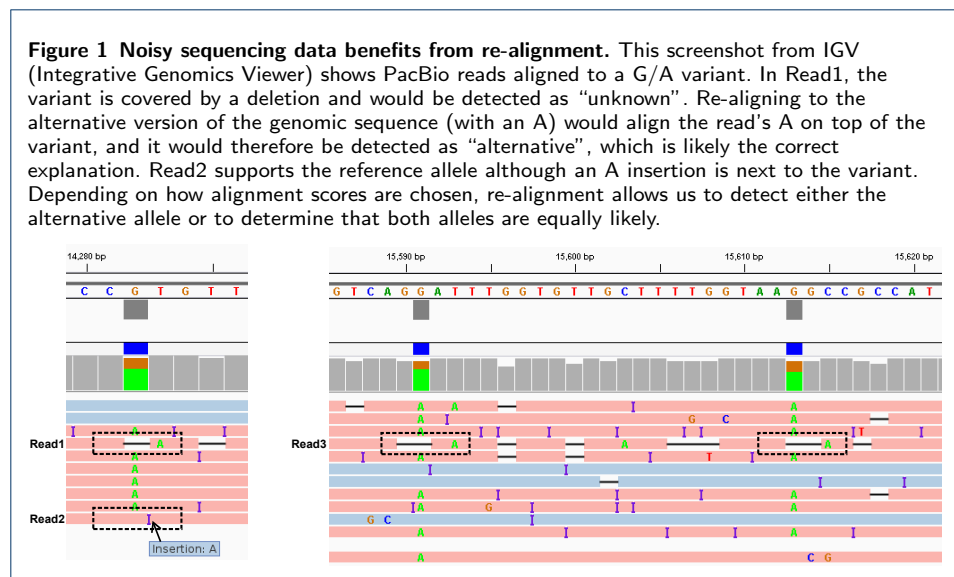 Figure 1 Noisy sequencing data benefits from re-alignment. This screenshot from IGV
(Integrative Genomics Viewer) shows PacBio reads aligned to a G/A variant. In Read1, the
variant is covered by a deletion and would be detected as “unknown”. Re-aligning to the
alternative version of the genomic sequence (with an A) would align the read’s A on top of the
variant, and it would therefore be detected as “alternative”, which is likely the correct
explanation. Read2 supports the reference allele although an A insertion is next to the variant.
Depending on how alignment scores are chosen, re-alignment allows us to detect either the
alternative allele or to determine that both alleles are equally likely.
14,280 bp
C C G T G T T
I A I I
Read1 A
A I
A
A
A
A I
Read2 I
Insertion: A
15,590 bp 15,600 bp 15,610 bp 15,620 bp
G T C A G G A T T T G G T G T T G C T T T T G G T A A G G C C G C C A T
A A I A
A I G C A
A I I I I I I A I T I
Read3 A A A
I A I T I A
I I
I I
A I I I A
I A G I I I A
G C I
A I I I A I
A C G